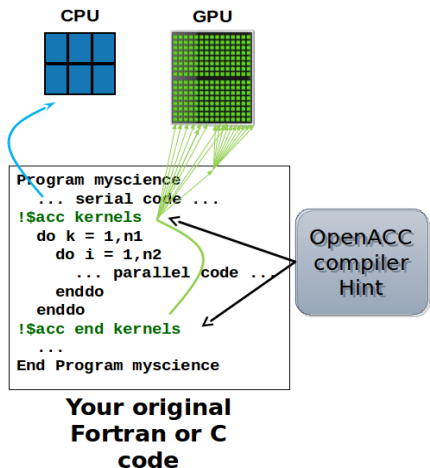 CPU
GPU
Program myscience
... serial code ...
!$acc kernels
do k = 1,n1
do i = 1,n2
... parallel code ...
enddo
enddo
!$acc end kernels
...
End Program myscience
OpenACC
compiler
Hint
Your original
Fortran or C
code